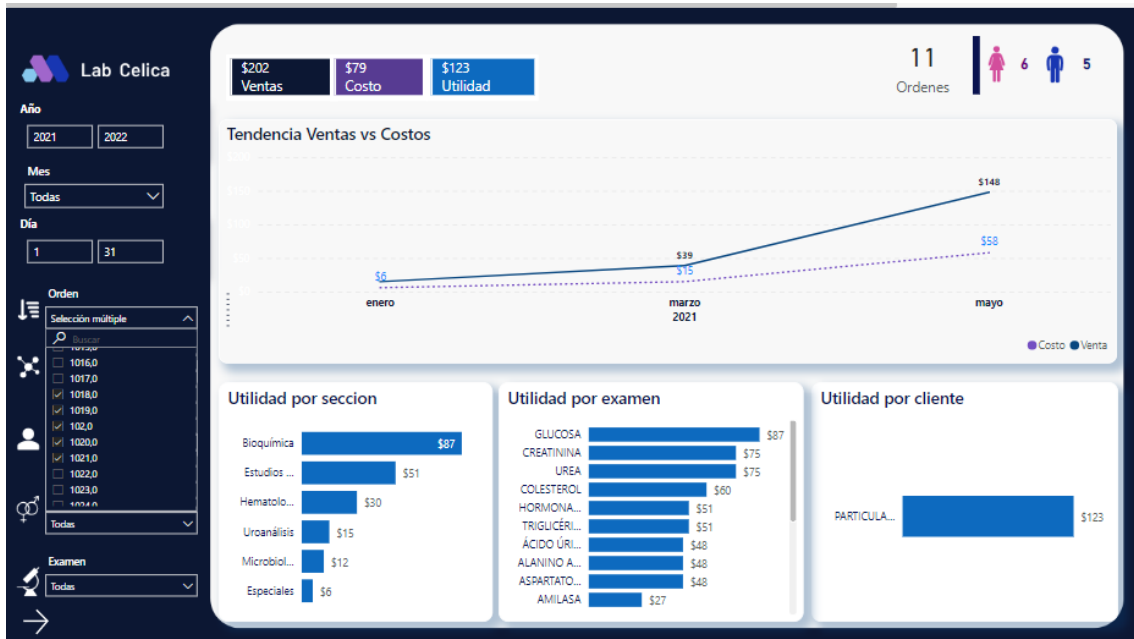 Lab Celica
Año
2021 2022
Mes
Todas
Día
1 31
Orden
Selección múltiple
Buscar
1015,0
1016,0
1017,0
1018,0
1019,0
102,0
1020,0
1021,0
1022,0
1023,0
1024,0
Todas
Examen
Todas
$202
Ventas
$79
Costo
$123
Utilidad
11
Ordenes
6 5
Tendencia Ventas vs Costos
$148
$58
$39
$15
$6
enero marzo mayo
2021
Costo Venta
Utilidad por seccion
Bioquímica $87
Estudios ... $51
Hematolo... $30
Uroanálisis $15
Microbiol... $12
Especiales $6
Utilidad por examen
GLUCOSA $87
CREATININA $75
UREA $75
COLESTEROL $60
HORMONA... $51
TRIGLICÉRI... $51
ÁCIDO ÚRI... $48
ALANINO A... $48
ASPARTATO... $48
AMILASA $27
Utilidad por cliente
PARTICULA... $123